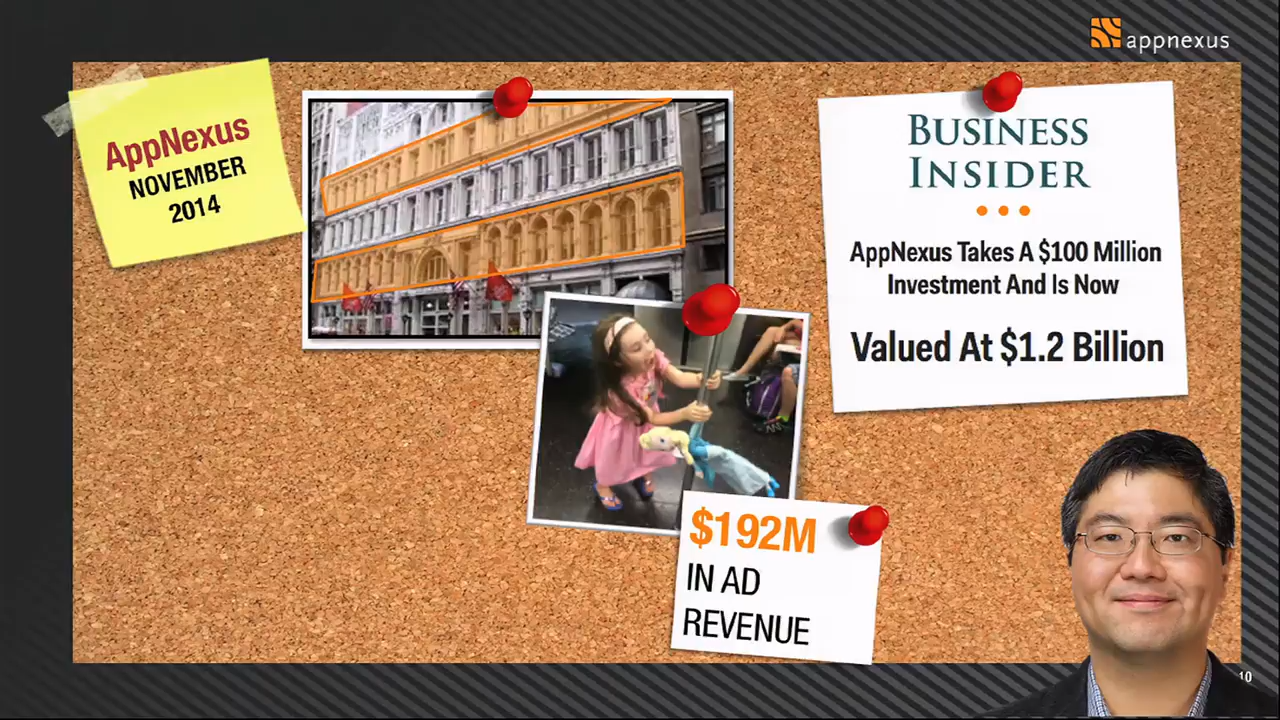 appnexus
AppNexus
NOVEMBER
2014
BUSINESS
INSIDER
AppNexus Takes A $100 Million
Investment And Is Now
Valued At $1.2 Billion
$192M
IN AD
REVENUE
10